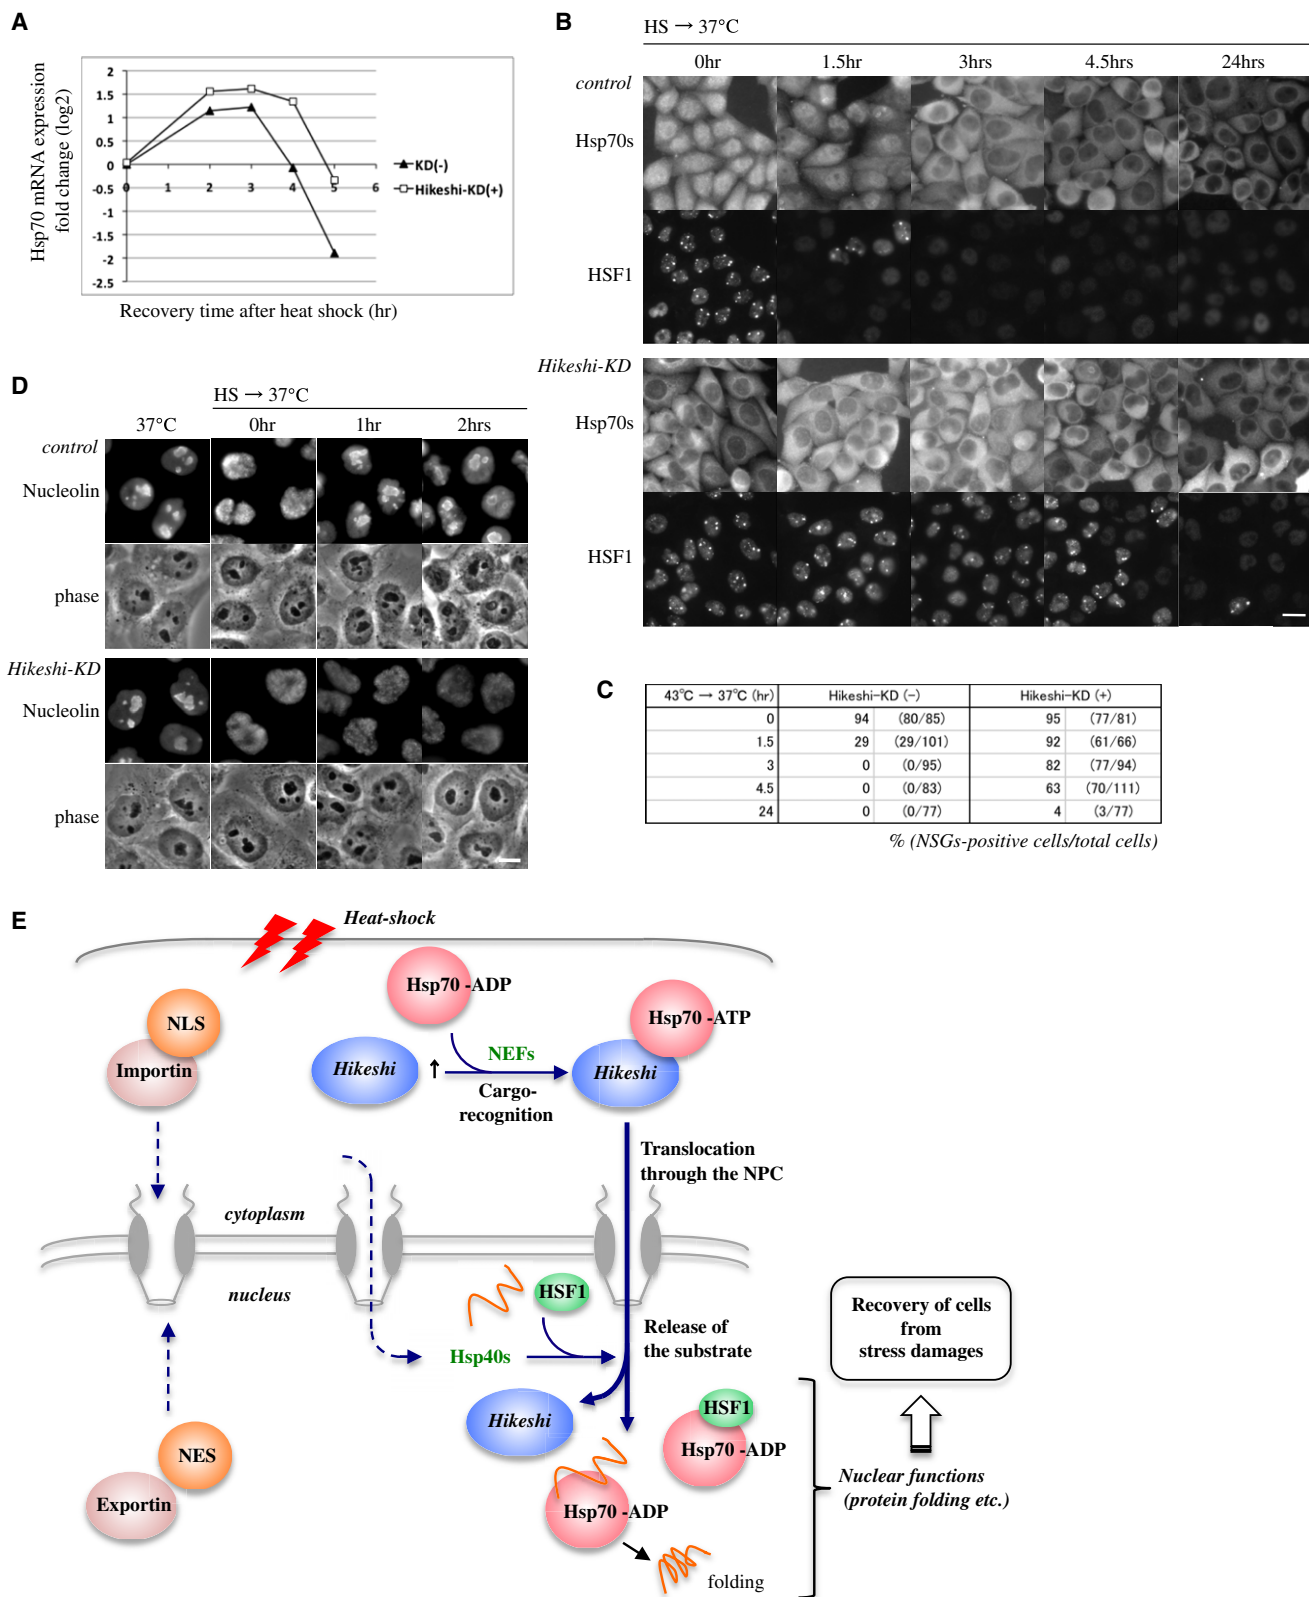 A
Hsp70 mRNA expression
fold change (log2)
2
1.5
1
0.5
0
-0.5
-1
-1.5
-2
-2.5
0 1 2 3 4 5 6
KD(-)
Hikeshi-KD(+)
Recovery time after heat shock (hr)
B
HS → 37°C
0hr 1.5hr 3hrs 4.5hrs 24hrs
control
Hsp70s
HSF1
Hikeshi-KD
Hsp70s
HSF1
C
43℃ → 37℃ (hr) Hikeshi-KD (-) Hikeshi-KD (+)
0 94 (80/85) 95 (77/81)
1.5 29 (29/101) 92 (61/66)
3 0 (0/95) 82 (77/94)
4.5 0 (0/83) 63 (70/111)
24 0 (0/77) 4 (3/77)
% (NSGs-positive cells/total cells)
D
HS → 37°C
37°C 0hr 1hr 2hrs
control
Nucleolin
phase
Hikeshi-KD
Nucleolin
phase
E
Heat-shock
NLS
Importin
Hsp70 -ADP
Hikeshi
↑
NEFs
Cargo-
recognition
Hsp70 -ATP
Hikeshi
Translocation
through the NPC
cytoplasm
nucleus
HSF1
Hsp40s
Release of
the substrate
Hikeshi
HSF1
Hsp70 -ADP
Hsp70 -ADP
folding
NES
Exportin
Recovery of cells
from
stress damages
Nuclear functions
(protein folding etc.)